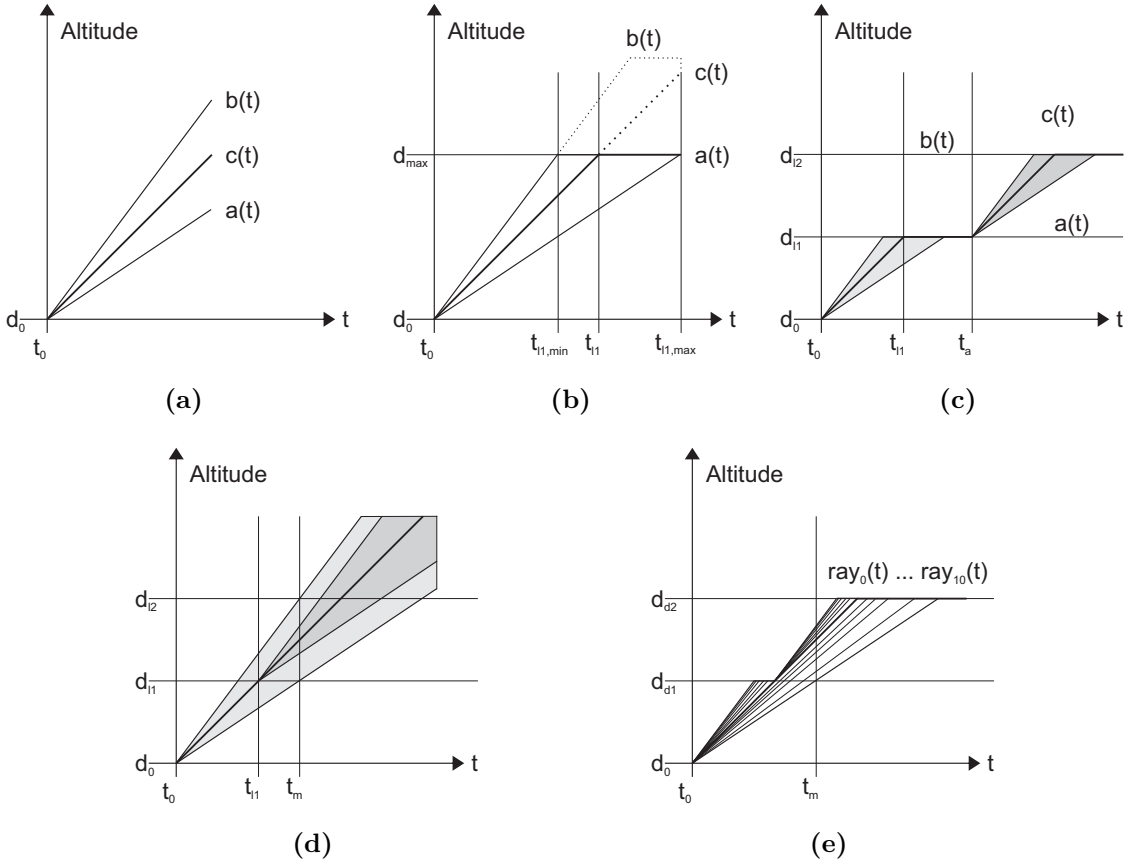 Altitude
b(t)
c(t)
a(t)
d₀
t
t₀
(a)
Altitude
b(t)
c(t)
dmax
a(t)
d₀
t
t₀
tl1,min
tl1
tl1,max
(b)
Altitude
c(t)
b(t)
dl2
a(t)
dl1
d₀
t
t₀
tl1
ta
(c)
Altitude
dl2
dl1
d₀
t
t₀
tl1
tm
(d)
Altitude
ray₀(t) ... ray₁₀(t)
dd2
dd1
d₀
t
t₀
tm
(e)